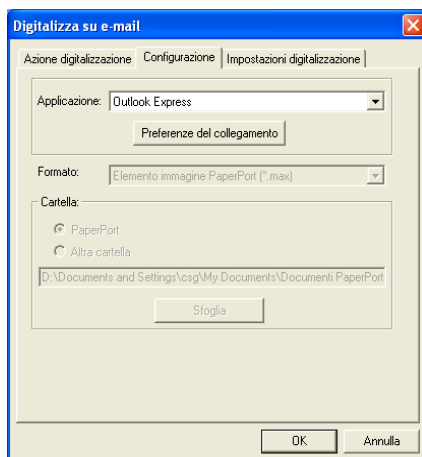 Digitalizza su e-mail
Azione digitalizzazione Configurazione Impostazioni digitalizzazione
Applicazione: Outlook Express
Preferenze del collegamento
Formato: Elemento immagine PaperPort (*.max)
Cartella:
PaperPort
Altra cartella
D:\Documents and Settings\csg\My Documents\Documenti PaperPort
Sfoglia
OK Annulla